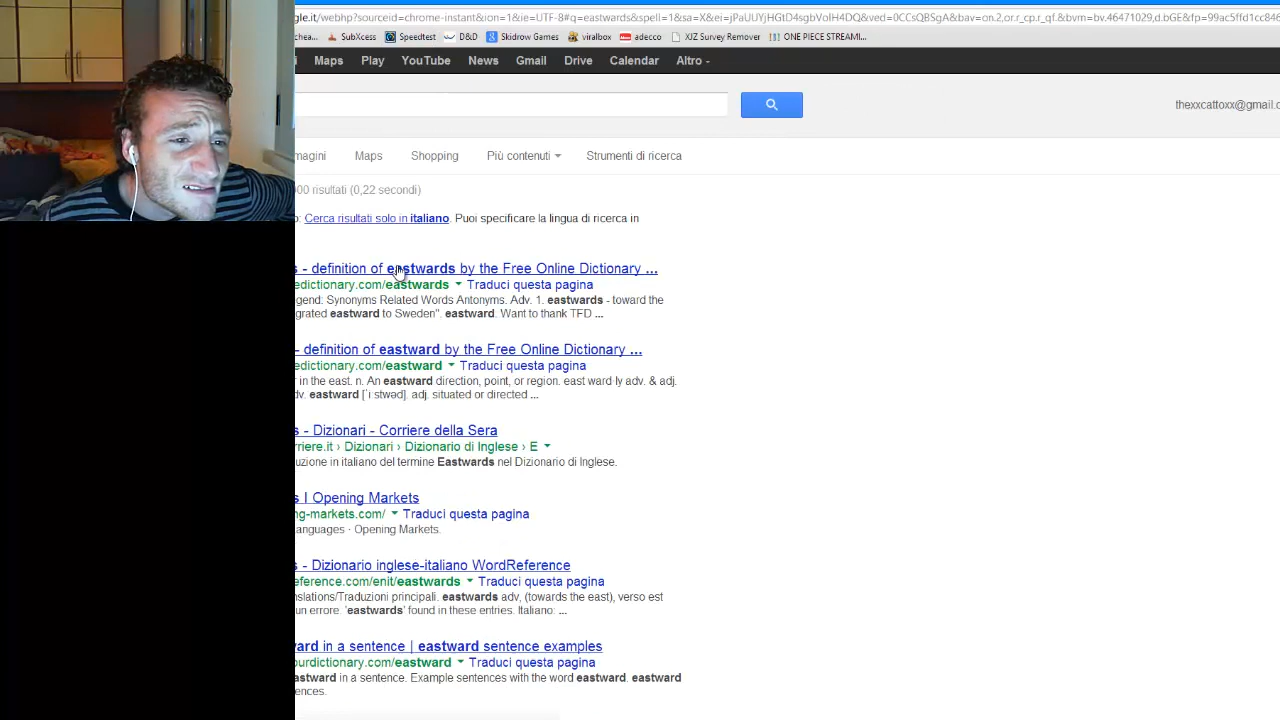 gle.it/webhp?sourceid=chrome-instant&ion=1&ie=UTF-8#q=eastwards&spell=1&sa=X&ei=jPaUUYjHGtD4sgbVoIH4DQ&ved=0CCsQBSgA&bav=on.2,or.r_cp.r_qf.&bvm=bv.46471029,d.bGE&fp=99ac5ffd1cc846
chea... SubXcess Speedtest D&D Skidrow Games viralbox adecco XJZ Survey Remover ONE PIECE STREAMI...
i Maps Play YouTube News Gmail Drive Calendar Altro
thexxcattoxx@gmail.c
mmagini Maps Shopping Più contenuti Strumenti di ricerca
000 risultati (0,22 secondi)
o: Cerca risultati solo in italiano. Puoi specificare la lingua di ricerca in
s - definition of eastwards by the Free Online Dictionary ...
edictionary.com/eastwards Traduci questa pagina
gend: Synonyms Related Words Antonyms. Adv. 1. eastwards - toward the
grated eastward to Sweden". eastward. Want to thank TFD ...
- definition of eastward by the Free Online Dictionary ...
edictionary.com/eastward Traduci questa pagina
r in the east. n. An eastward direction, point, or region. east ward·ly adv. & adj.
dv. eastward [ˈi stwəd]. adj. situated or directed ...
s - Dizionari - Corriere della Sera
rriere.it › Dizionari › Dizionario di Inglese › E
uzione in italiano del termine Eastwards nel Dizionario di Inglese.
s | Opening Markets
ng-markets.com/ Traduci questa pagina
anguages · Opening Markets.
s - Dizionario inglese-italiano WordReference
eference.com/enit/eastwards Traduci questa pagina
nslations/Traduzioni principali. eastwards adv, (towards the east), verso est
un errore. 'eastwards' found in these entries. Italiano: ...
ward in a sentence | eastward sentence examples
ourdictionary.com/eastward Traduci questa pagina
astward in a sentence. Example sentences with the word eastward. eastward
ences.